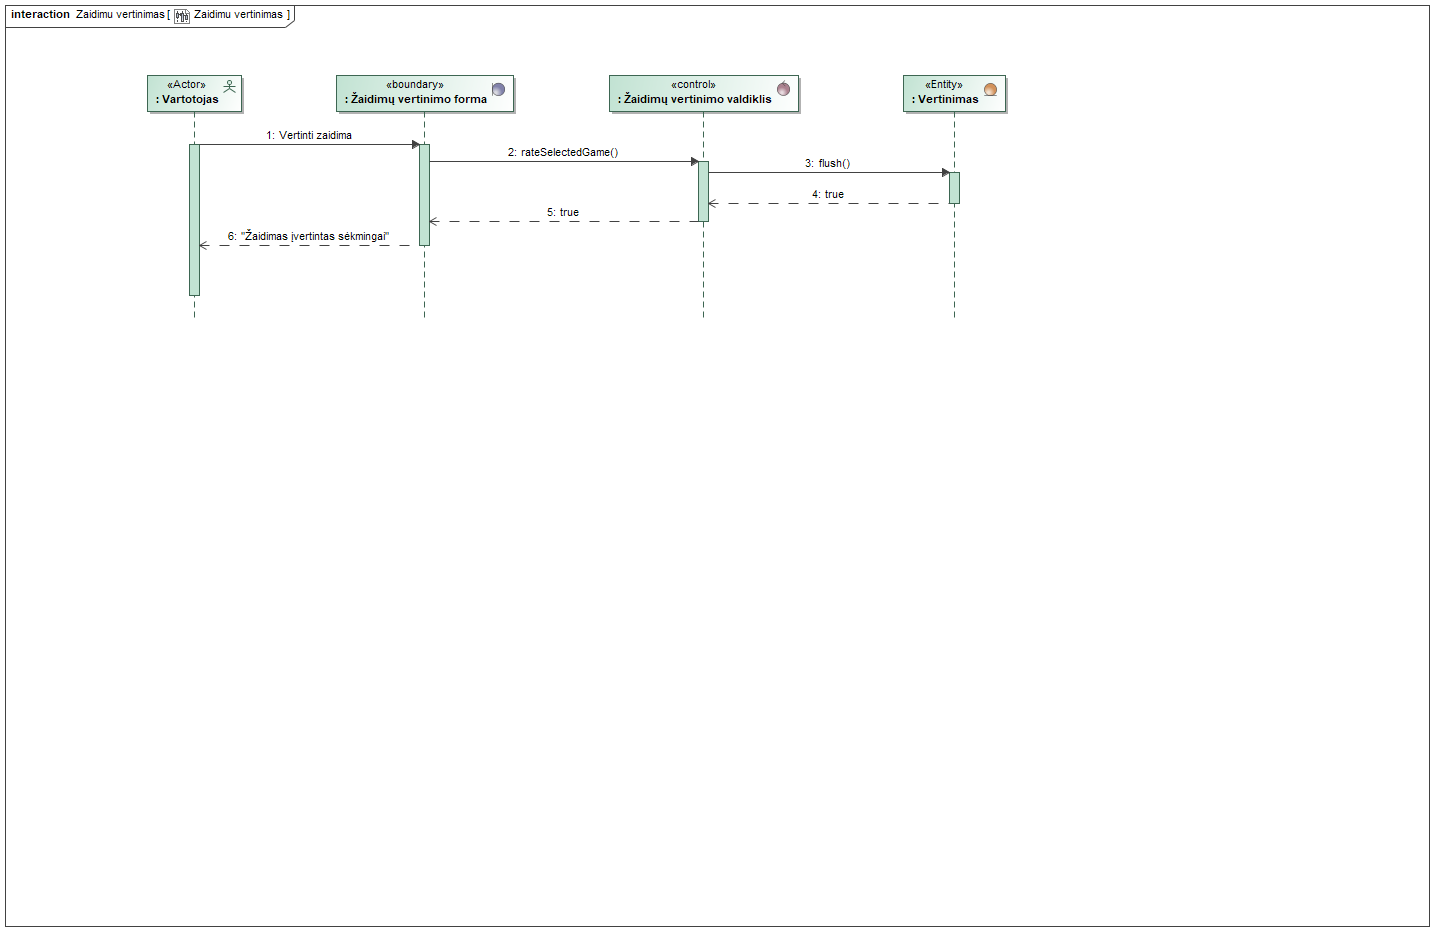 interaction Zaidimu vertinimas [ Zaidimu vertinimas ]
«Actor»
: Vartotojas
«boundary»
: Žaidimų vertinimo forma
«control»
: Žaidimų vertinimo valdiklis
«Entity»
: Vertinimas
1: Vertinti zaidima
2: rateSelectedGame()
3: flush()
4: true
5: true
6: "Žaidimas įvertintas sėkmingai"